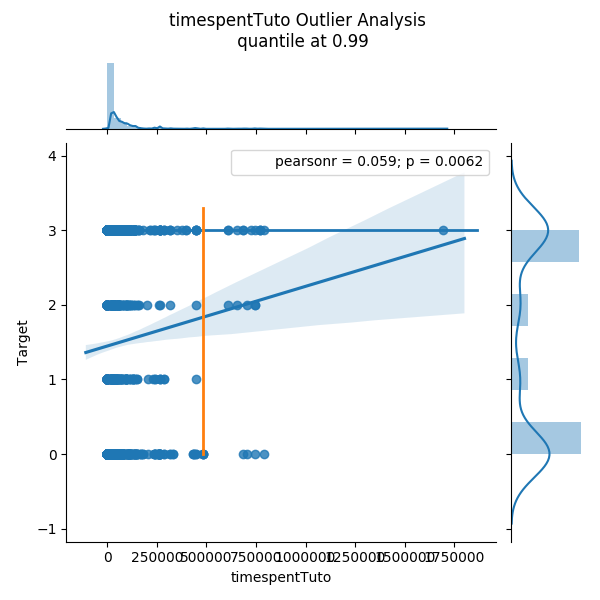 timespentTuto Outlier Analysis
quantile at 0.99
pearsonr = 0.059; p = 0.0062
4
3
2
1
0
−1
Target
0 250000 500000 750000 1000000 1250000 1500000 1750000
timespentTuto